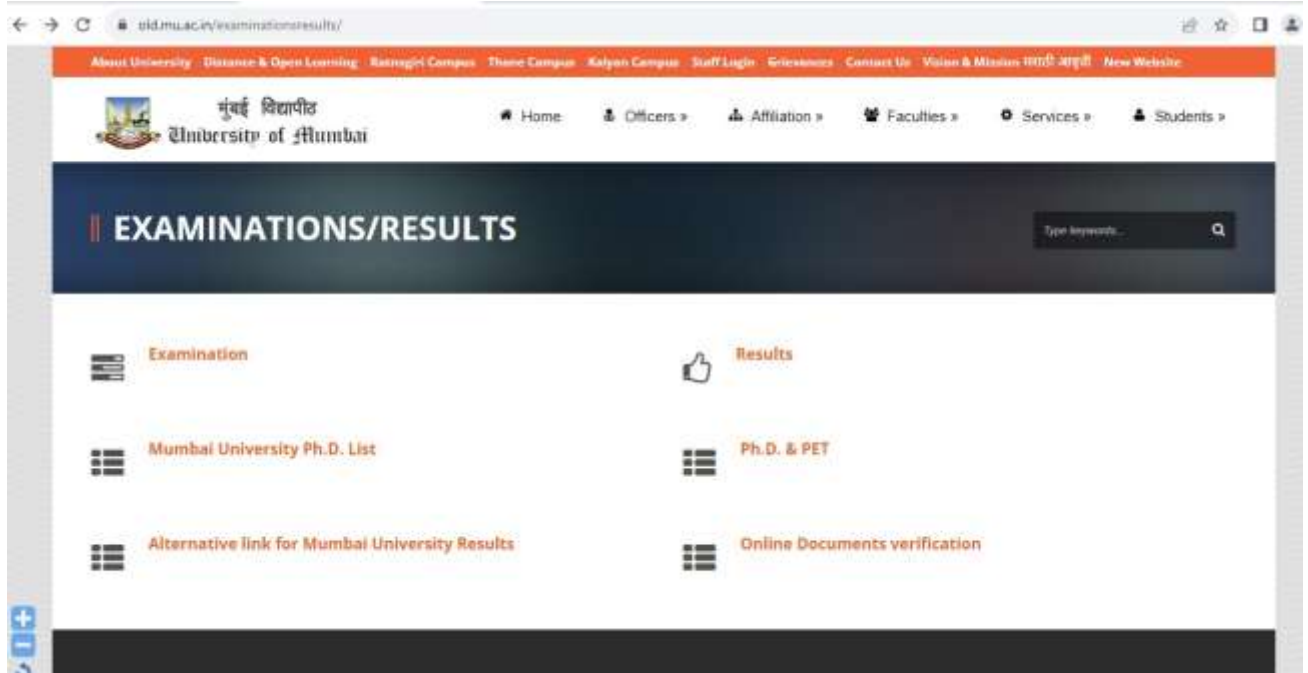 old.mu.ac.in/examinationsresults/
About University Distance & Open Learning Ratnagiri Campus Thane Campus Kalyan Campus Staff Login Grievances Contact Us Vision & Mission मराठी आवृत्ती New Website
मुंबई विद्यापीठ
University of Mumbai
Home Officers » Affiliation » Faculties » Services » Students »
EXAMINATIONS/RESULTS
Type keywords...
Examination
Results
Mumbai University Ph.D. List
Ph.D. & PET
Alternative link for Mumbai University Results
Online Documents verification